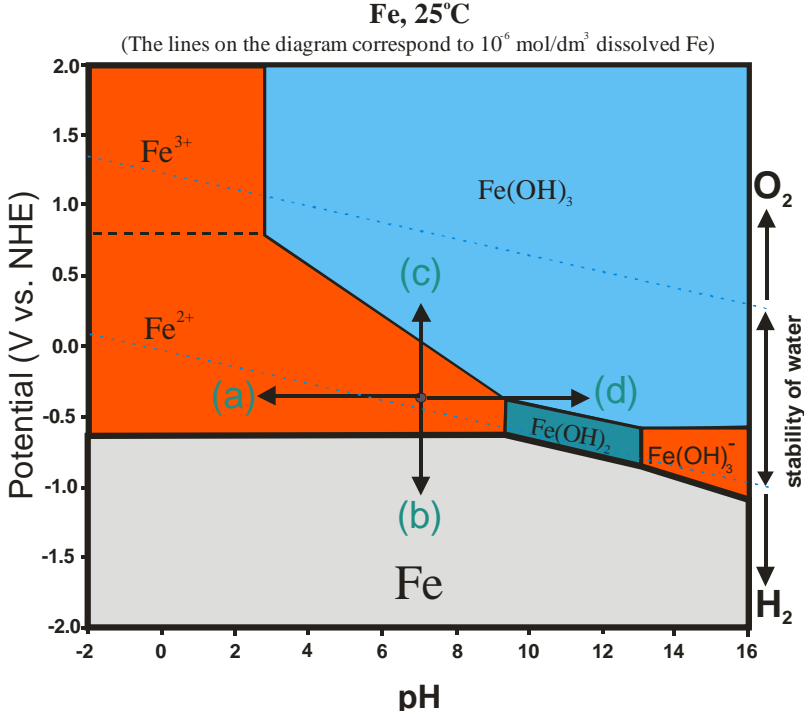 Fe, 25°C
(The lines on the diagram correspond to 10⁻⁶ mol/dm³ dissolved Fe)
Potential (V vs. NHE)
2.0
1.5
1.0
0.5
0.0
-0.5
-1.0
-1.5
-2.0
Fe³⁺
Fe(OH)₃
O₂
Fe²⁺
(c)
(a)
(d)
Fe(OH)₂
Fe(OH)₃⁻
(b)
Fe
stability of water
H₂
-2 0 2 4 6 8 10 12 14 16
pH